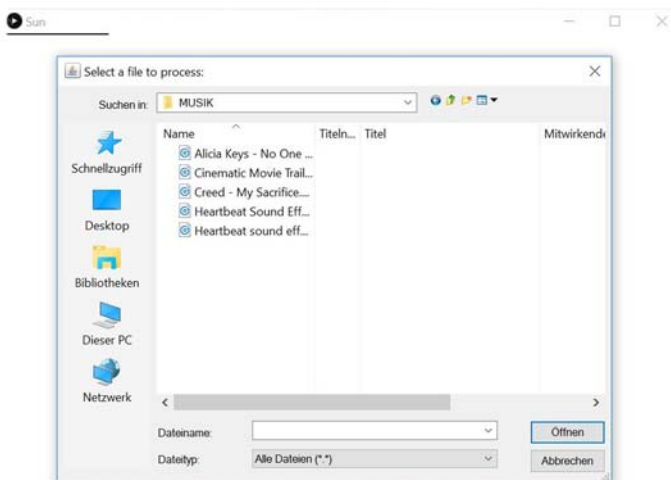 Sun
Select a file to process:
Suchen in: MUSIK
Name Titeln... Titel Mitwirkende
Alicia Keys - No One ...
Cinematic Movie Trail...
Creed - My Sacrifice....
Heartbeat Sound Eff...
Heartbeat sound eff...
Schnellzugriff
Desktop
Bibliotheken
Dieser PC
Netzwerk
Dateiname: Öffnen
Dateityp: Alle Dateien (*.*) Abbrechen